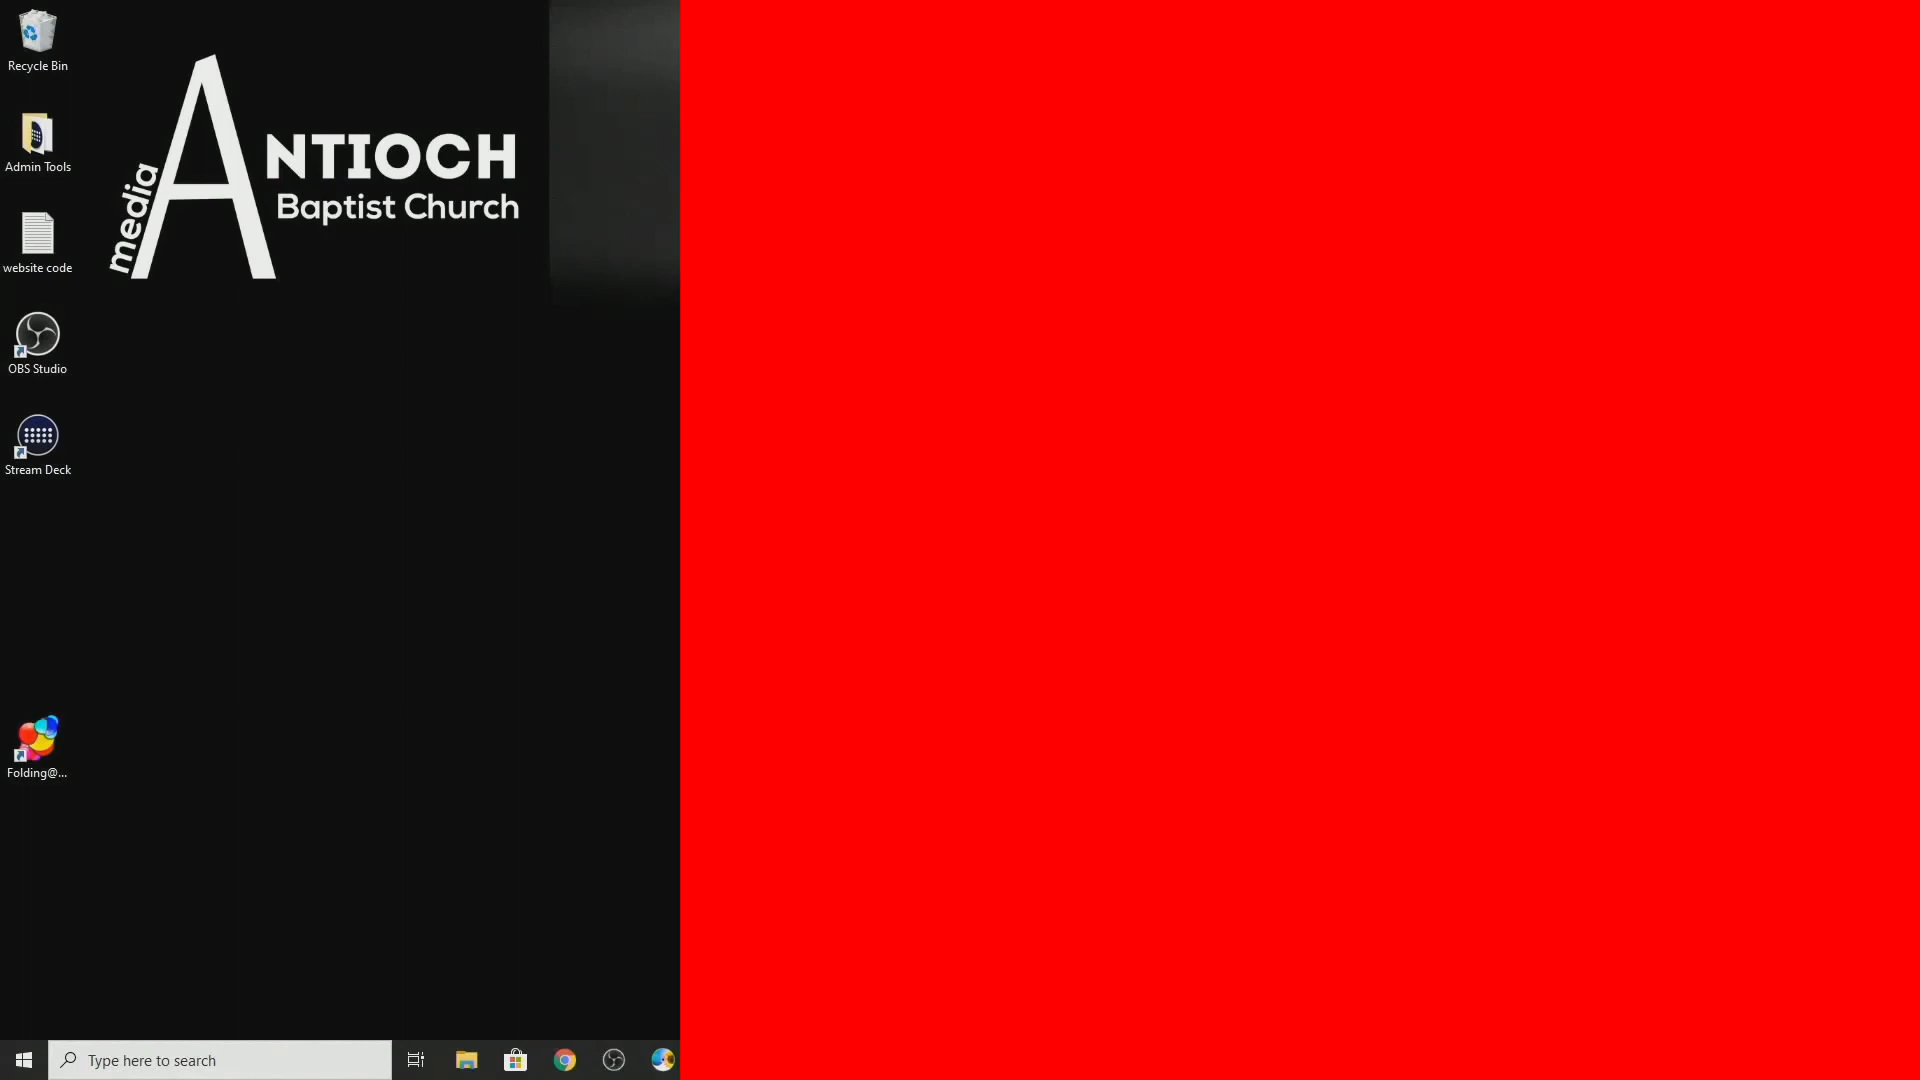 Recycle Bin
Admin Tools
website code
OBS Studio
Stream Deck
Folding@...
media
ANTIOCH
Baptist Church
Type here to search